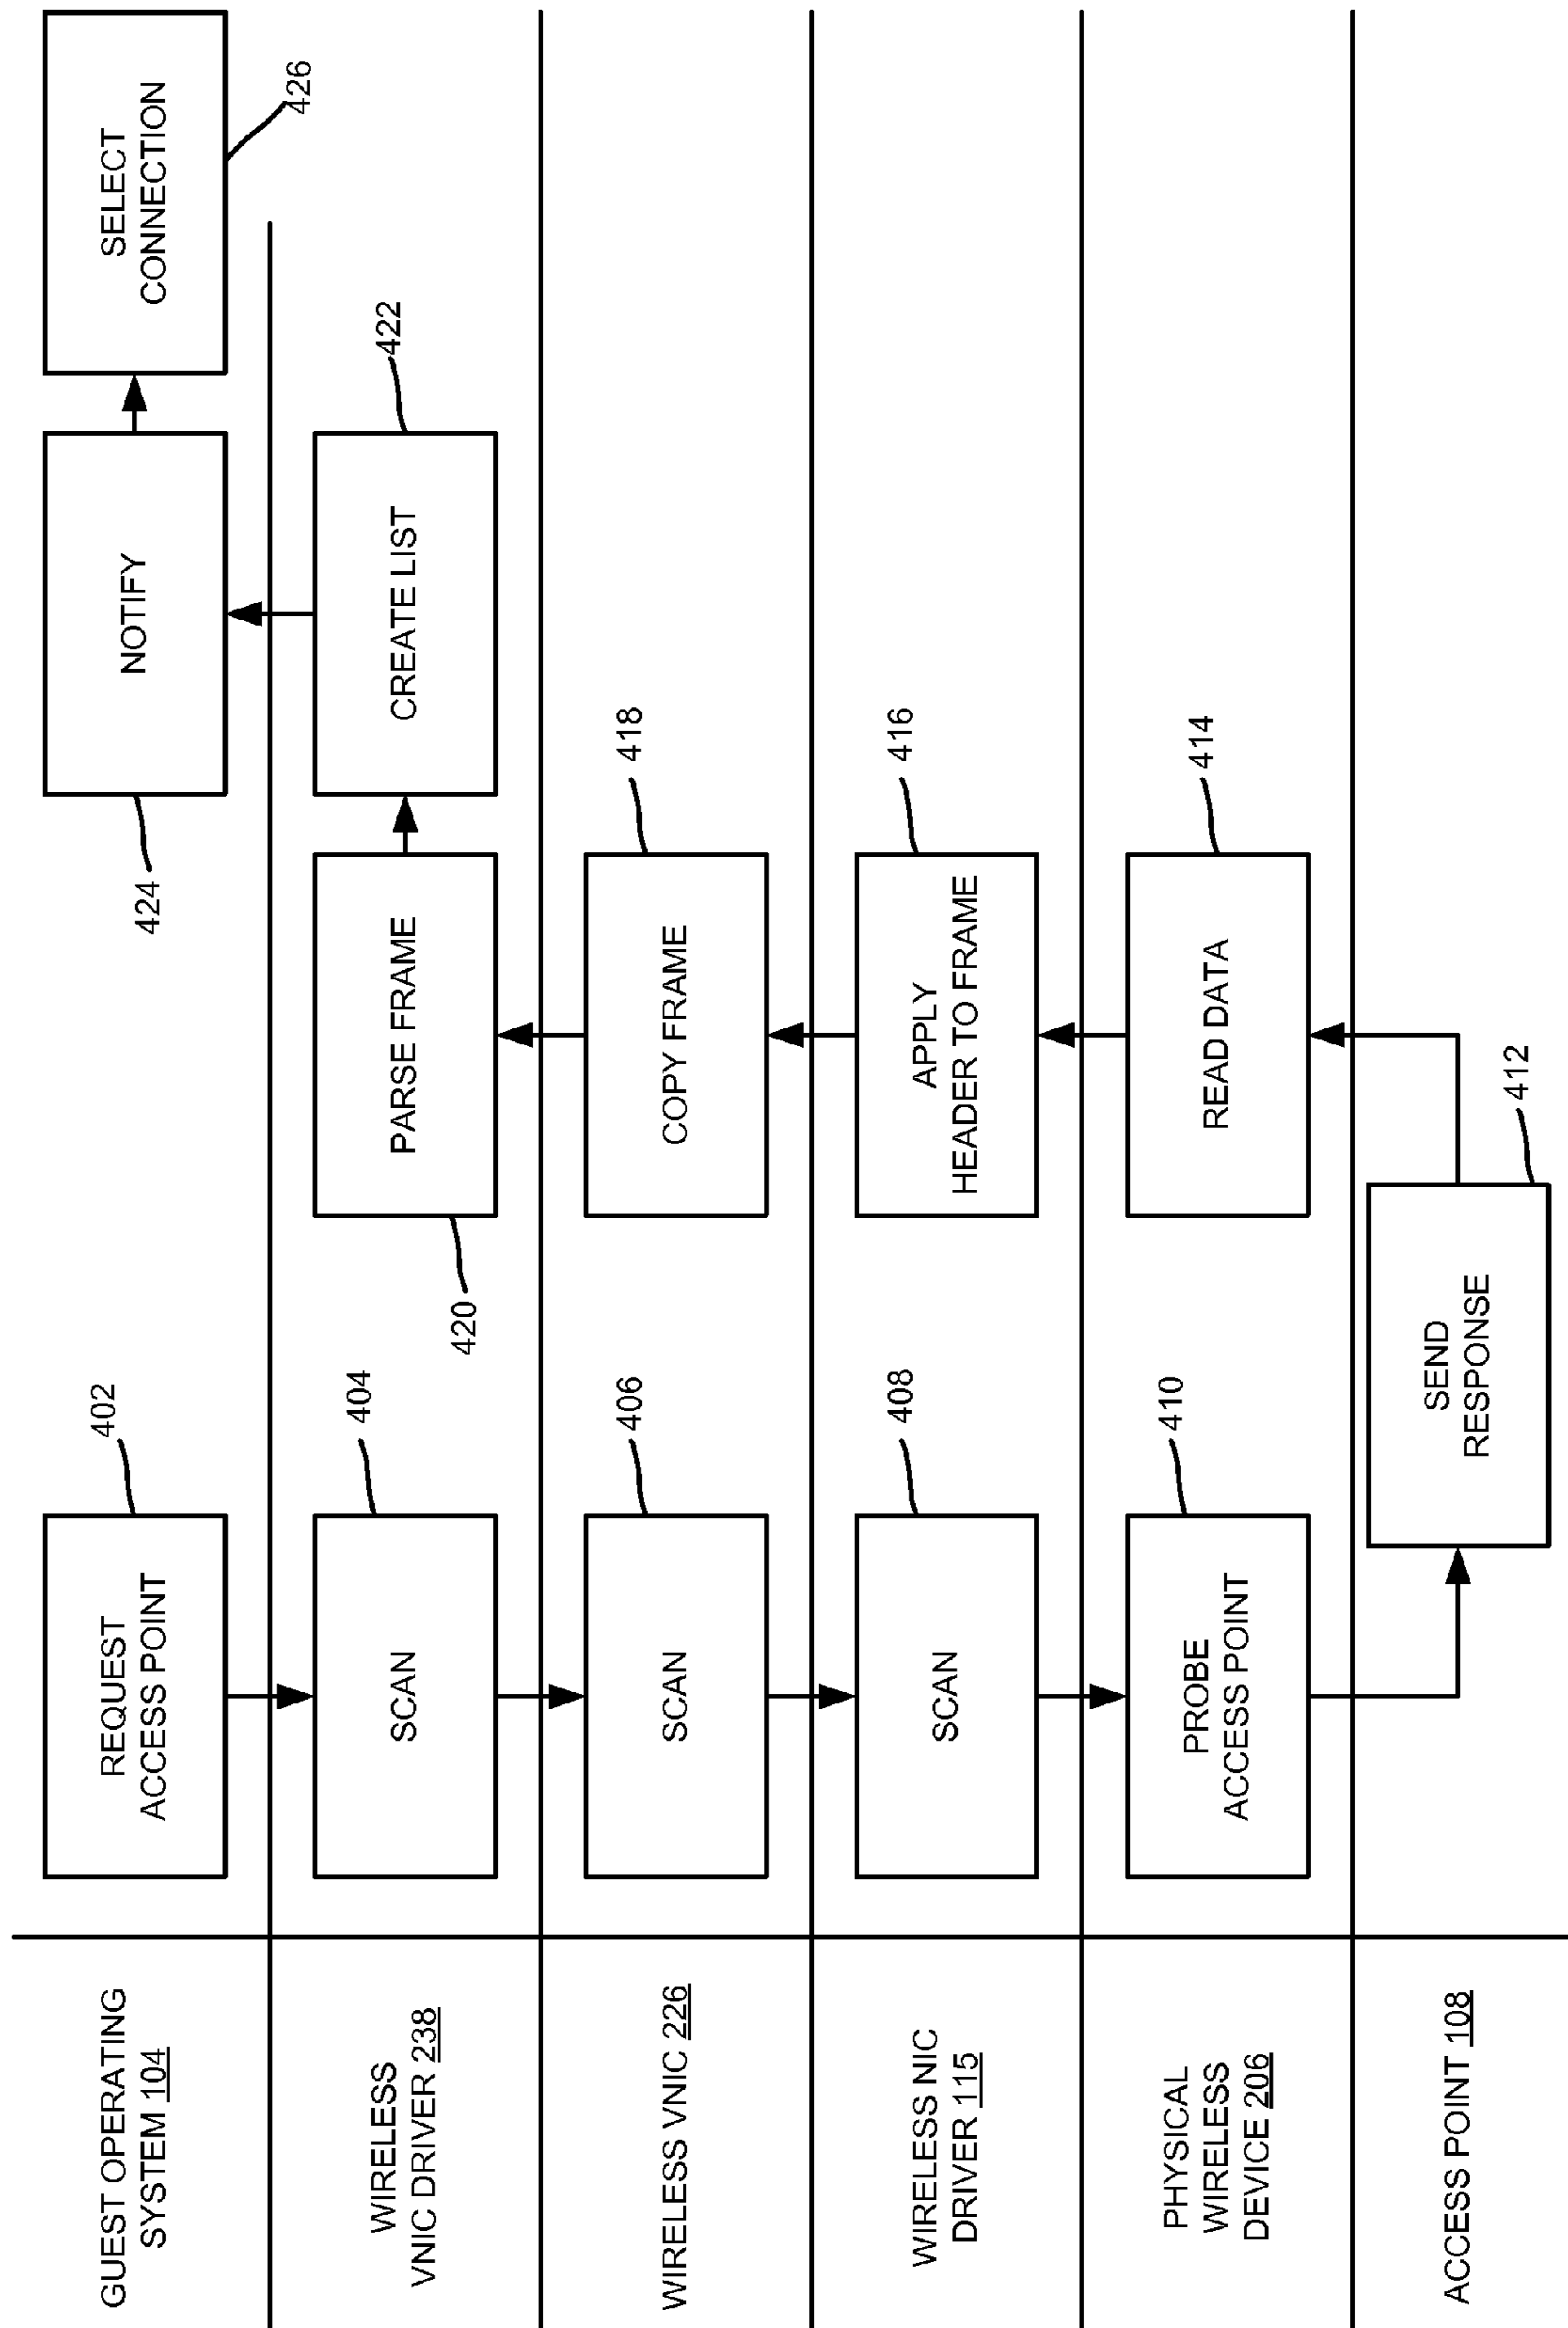 GUEST OPERATING
SYSTEM 104
REQUEST
ACCESS POINT
402
424
NOTIFY
SELECT
CONNECTION
426
WIRELESS
VNIC DRIVER 238
SCAN
404
420
PARSE FRAME
CREATE LIST
422
WIRELESS VNIC 226
SCAN
406
COPY FRAME
418
WIRELESS NIC
DRIVER 115
SCAN
408
APPLY
HEADER TO FRAME
416
PHYSICAL
WIRELESS
DEVICE 206
PROBE
ACCESS POINT
410
READ DATA
414
ACCESS POINT 108
SEND
RESPONSE
412